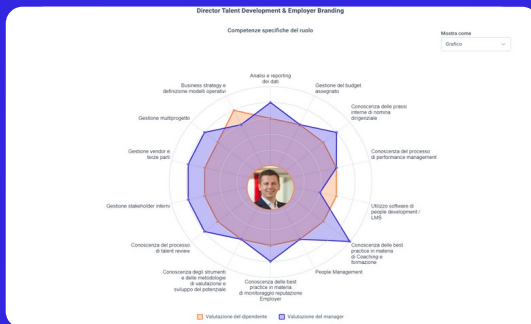 Director Talent Development & Employer Branding
Competenze specifiche del ruolo
Mostra come
Grafico
Analisi e reporting
dei dati
Gestione del budget
assegnato
Conoscenza delle prassi
interne di nomina
dirigenziale
Conoscenza del processo
di performance management
Utilizzo software di
people development /
LMS
Conoscenza delle best
practice in materia
di Coaching e
formazione
People Management
Conoscenza delle best
practice in materia
di monitoraggio reputazione
Employer
Conoscenza degli strumenti
e delle metodologie
di valutazione e
sviluppo del potenziale
Conoscenza del processo
di talent review
Gestione stakeholder interni
Gestione vendor e
terze parti
Gestione multiprogetto
Business strategy e
definizione modelli operativi
Valutazione del dipendente
Valutazione del manager